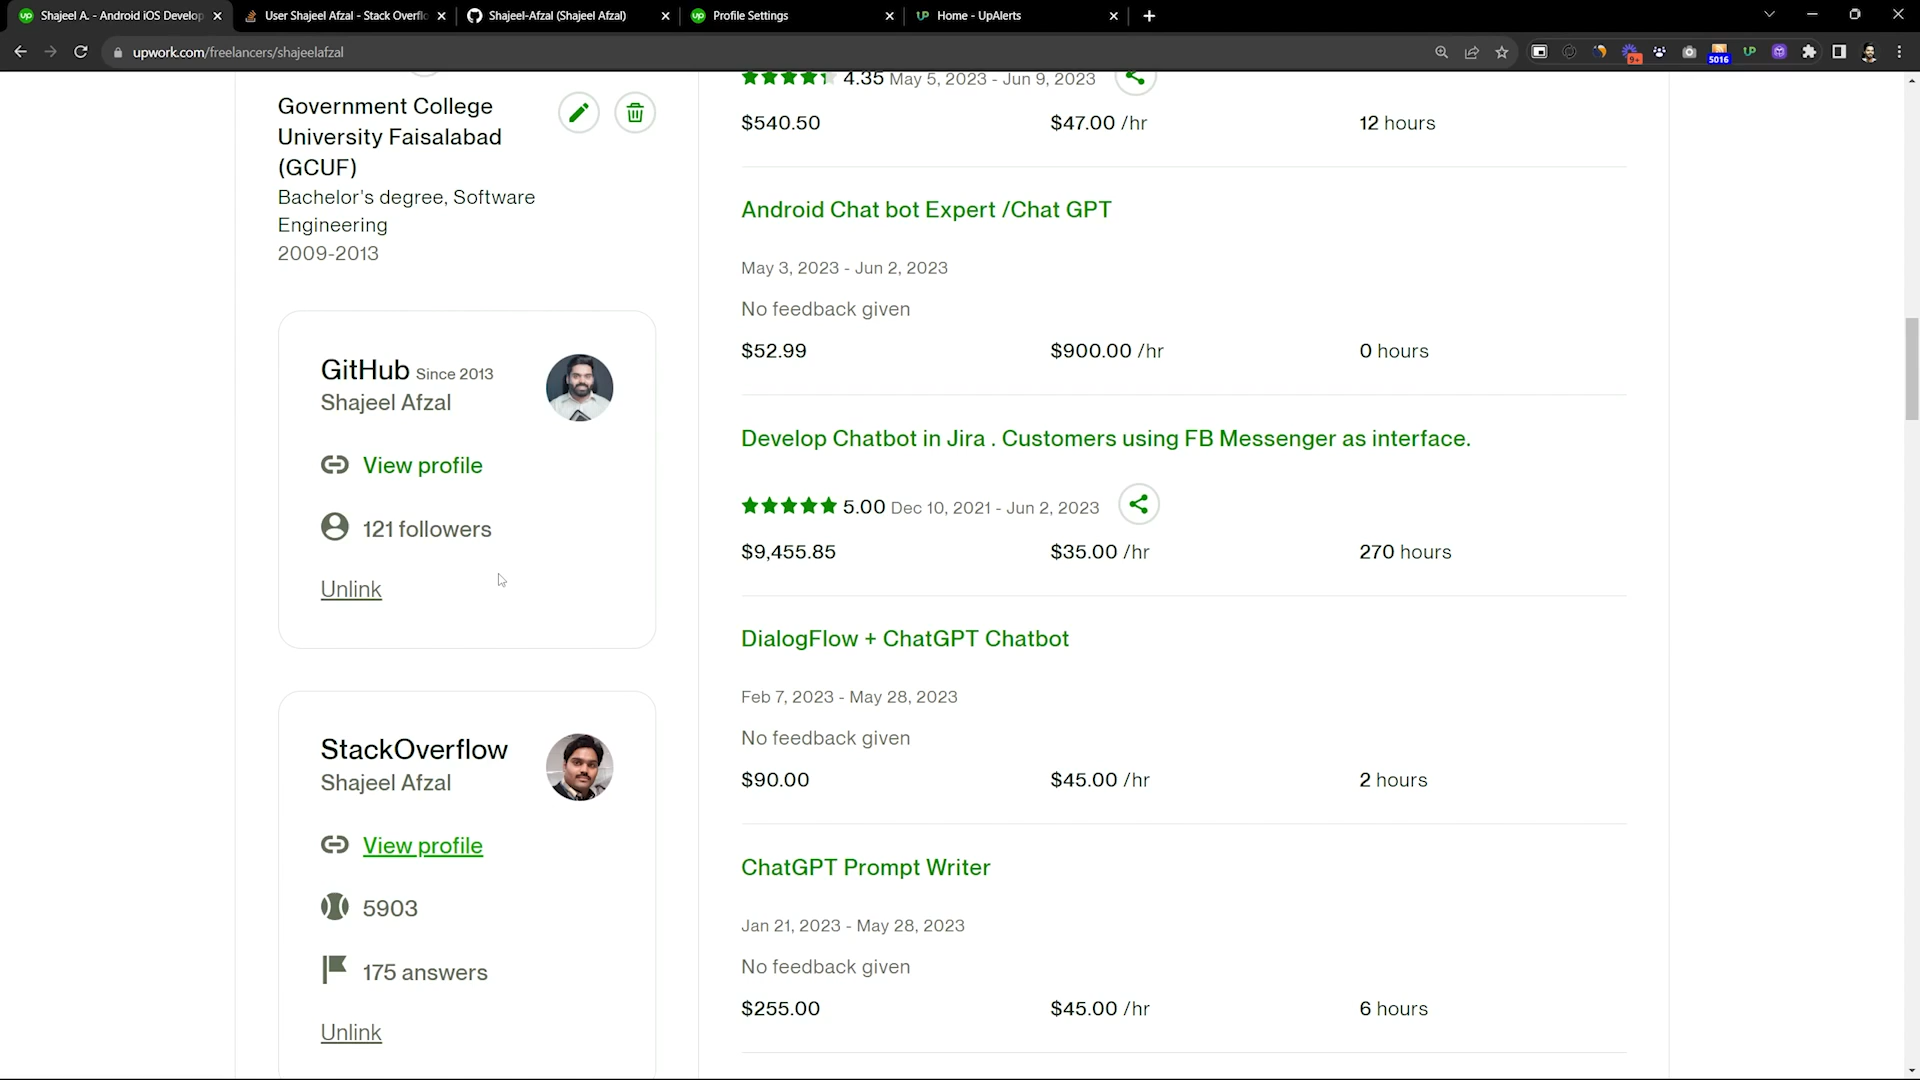 Shajeel A. - Android iOS Develop
User Shajeel Afzal - Stack Overflo
Shajeel-Afzal (Shajeel Afzal)
Profile Settings
Home - UpAlerts
upwork.com/freelancers/shajeelafzal
9+
5016
Government College
University Faisalabad
(GCUF)
Bachelor's degree, Software
Engineering
2009-2013
GitHub Since 2013
Shajeel Afzal
View profile
121 followers
Unlink
StackOverflow
Shajeel Afzal
View profile
5903
175 answers
Unlink
4.35 May 5, 2023 - Jun 9, 2023
$540.50 $47.00 /hr 12 hours
Android Chat bot Expert /Chat GPT
May 3, 2023 - Jun 2, 2023
No feedback given
$52.99 $900.00 /hr 0 hours
Develop Chatbot in Jira . Customers using FB Messenger as interface.
5.00 Dec 10, 2021 - Jun 2, 2023
$9,455.85 $35.00 /hr 270 hours
DialogFlow + ChatGPT Chatbot
Feb 7, 2023 - May 28, 2023
No feedback given
$90.00 $45.00 /hr 2 hours
ChatGPT Prompt Writer
Jan 21, 2023 - May 28, 2023
No feedback given
$255.00 $45.00 /hr 6 hours